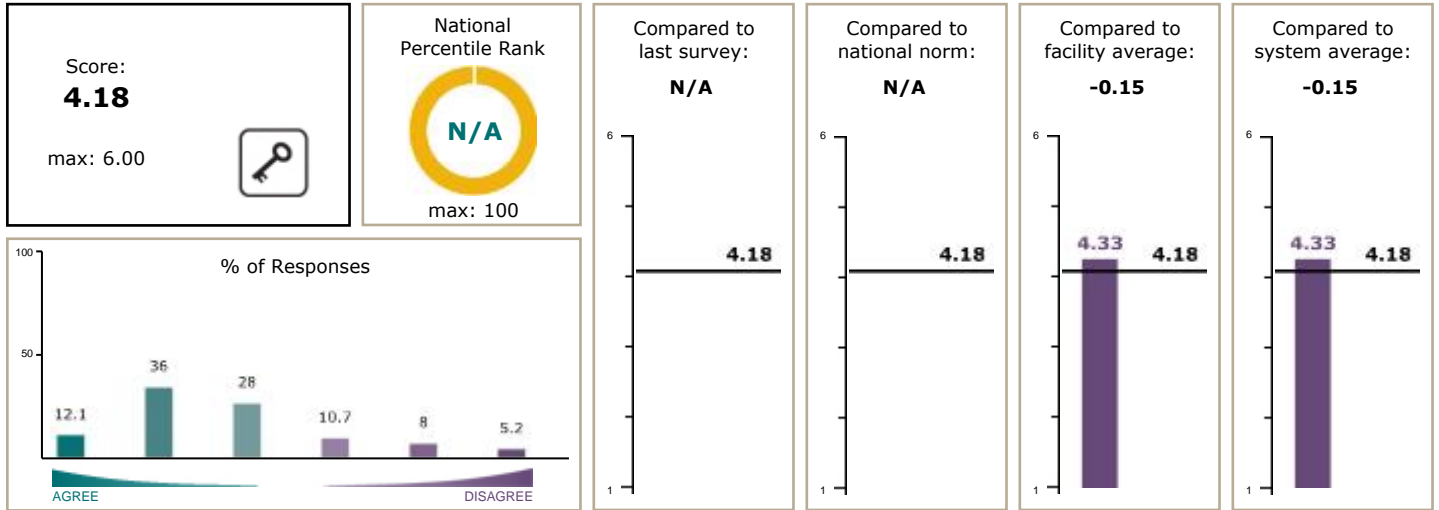 Score:
4.18
max: 6.00
National
Percentile Rank
N/A
max: 100
% of Responses
100
50
12.1
36
28
10.7
8
5.2
AGREE
DISAGREE
Compared to
last survey:
N/A
6
4.18
1
Compared to
national norm:
N/A
6
4.18
1
Compared to
facility average:
-0.15
6
4.33
4.18
1
Compared to
system average:
-0.15
6
4.33
4.18
1